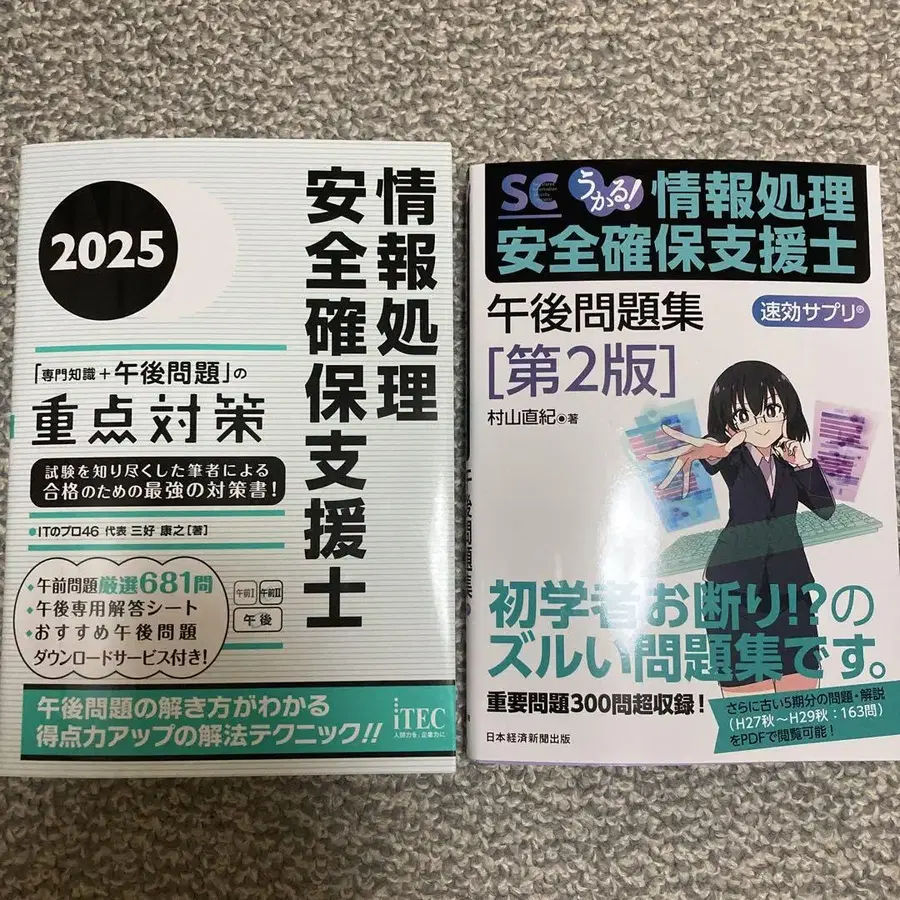 2025
情報処理
安全確保支援士
「専門知識+午後問題」の
重点対策
試験を知り尽くした筆者による
合格のための最強の対策書!
●ITのプロ46 代表 三好 康之[著]
・午前問題厳選681問
・午後専用解答シート
・おすすめ午後問題
ダウンロードサービス付き!
午前I 午前II
午後
午後問題の解き方がわかる
得点力アップの解法テクニック!!
iTEC
人間力を、企業力に
SC うかる! 情報処理
安全確保支援士
午後問題集
速効サプリ®
[第2版]
村山直紀◉著
初学者お断り!?の
ズルい問題集です。
重要問題300問超収録!
さらに古い5期分の問題・解説
(H27秋〜H29秋:163問)
をPDFで閲覧可能!
日本経済新聞出版